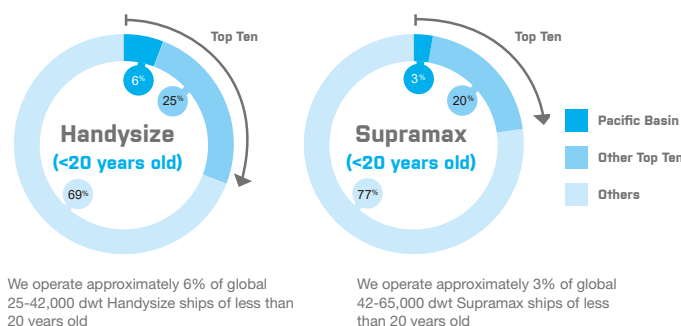 Top Ten
6%
25%
Handysize
(<20 years old)
69%
Top Ten
3%
20%
Supramax
(<20 years old)
77%
Pacific Basin
Other Top Ten
Others
We operate approximately 6% of global
25-42,000 dwt Handysize ships of less than
20 years old
We operate approximately 3% of global
42-65,000 dwt Supramax ships of less
than 20 years old